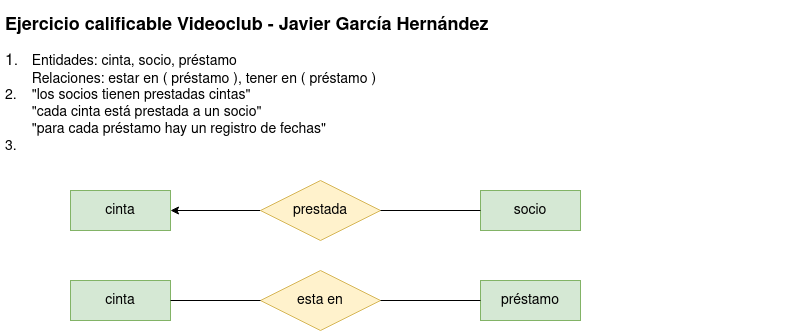 Ejercicio calificable Videoclub - Javier García Hernández
1. Entidades: cinta, socio, préstamo
Relaciones: estar en ( préstamo ), tener en ( préstamo )
2. "los socios tienen prestadas cintas"
"cada cinta está prestada a un socio"
"para cada préstamo hay un registro de fechas"
3.
cinta prestada socio
cinta esta en préstamo